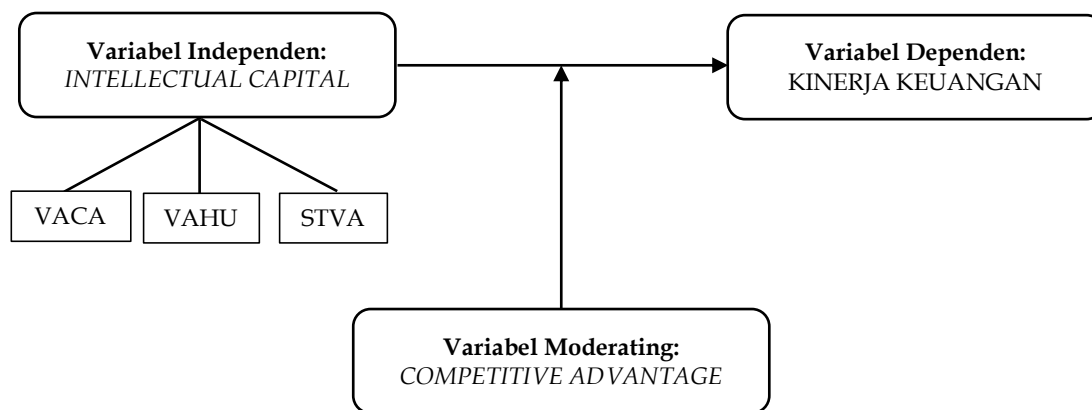 Variabel Independen:
INTELLECTUAL CAPITAL
Variabel Dependen:
KINERJA KEUANGAN
VACA
VAHU
STVA
Variabel Moderating:
COMPETITIVE ADVANTAGE